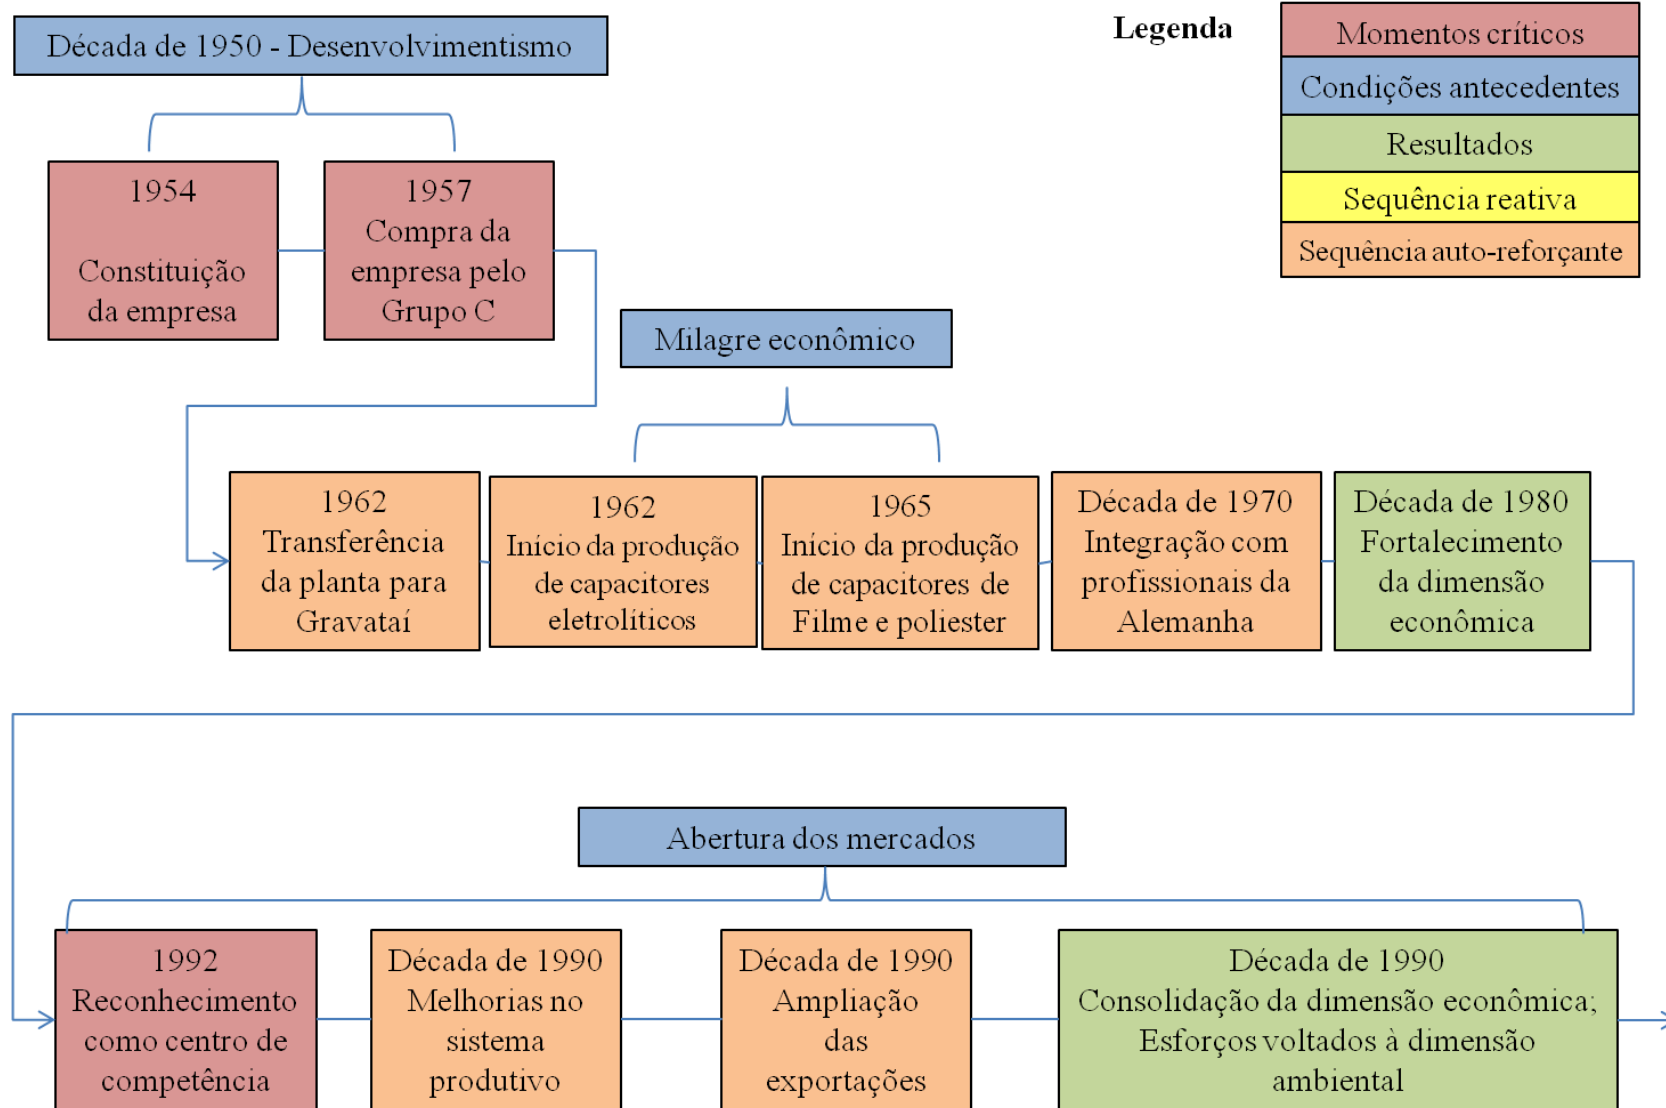 Década de 1950 - Desenvolvimentismo
Legenda
Momentos críticos
Condições antecedentes
Resultados
Sequência reativa
Sequência auto-reforçante
1954
Constituição
da empresa
1957
Compra da
empresa pelo
Grupo C
Milagre econômico
1962
Transferência
da planta para
Gravataí
1962
Início da produção
de capacitores
eletrolíticos
1965
Início da produção
de capacitores de
Filme e poliester
Década de 1970
Integração com
profissionais da
Alemanha
Década de 1980
Fortalecimento
da dimensão
econômica
Abertura dos mercados
1992
Reconhecimento
como centro de
competência
Década de 1990
Melhorias no
sistema
produtivo
Década de 1990
Ampliação
das
exportações
Década de 1990
Consolidação da dimensão econômica;
Esforços voltados à dimensão
ambiental